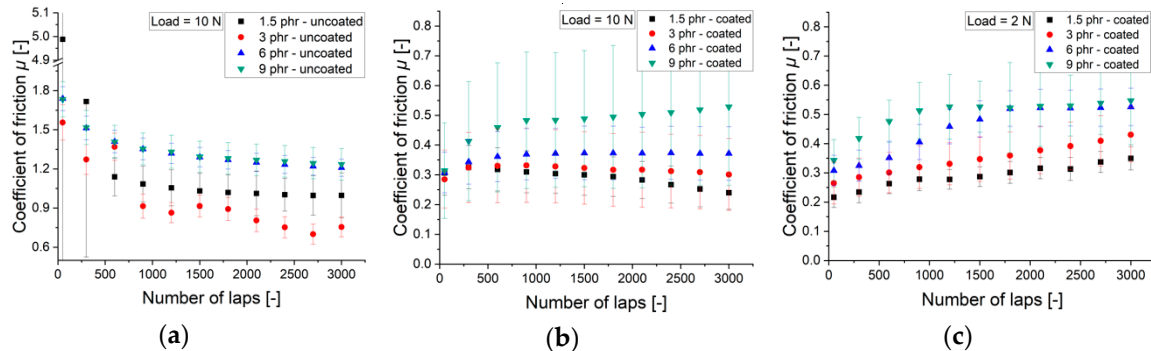 Load = 10 N
1.5 phr - uncoated
3 phr - uncoated
6 phr - uncoated
9 phr - uncoated
5.0
4.9
1.8
1.5
1.2
0.9
0.6
Coefficient of friction μ [-]
0 500 1000 1500 2000 2500 3000
Number of laps [-]
(a)
Load = 10 N
1.5 phr - coated
3 phr - coated
6 phr - coated
9 phr - coated
0.8
0.7
0.6
0.5
0.4
0.3
0.2
0.1
0.0
Coefficient of friction μ [-]
0 500 1000 1500 2000 2500 3000
Number of laps [-]
(b)
Load = 2 N
1.5 phr - coated
3 phr - coated
6 phr - coated
9 phr - coated
0.8
0.7
0.6
0.5
0.4
0.3
0.2
0.1
0.0
Coefficient of friction μ [-]
0 500 1000 1500 2000 2500 3000
Number of laps [-]
(c)